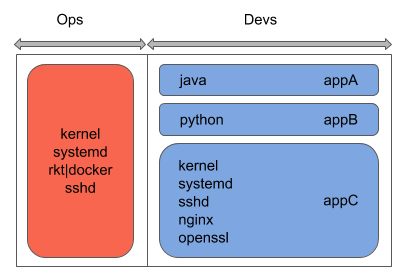 Ops
Devs
kernel
systemd
rkt|docker
sshd
java appA
python appB
kernel
systemd
sshd
nginx
openssl
appC